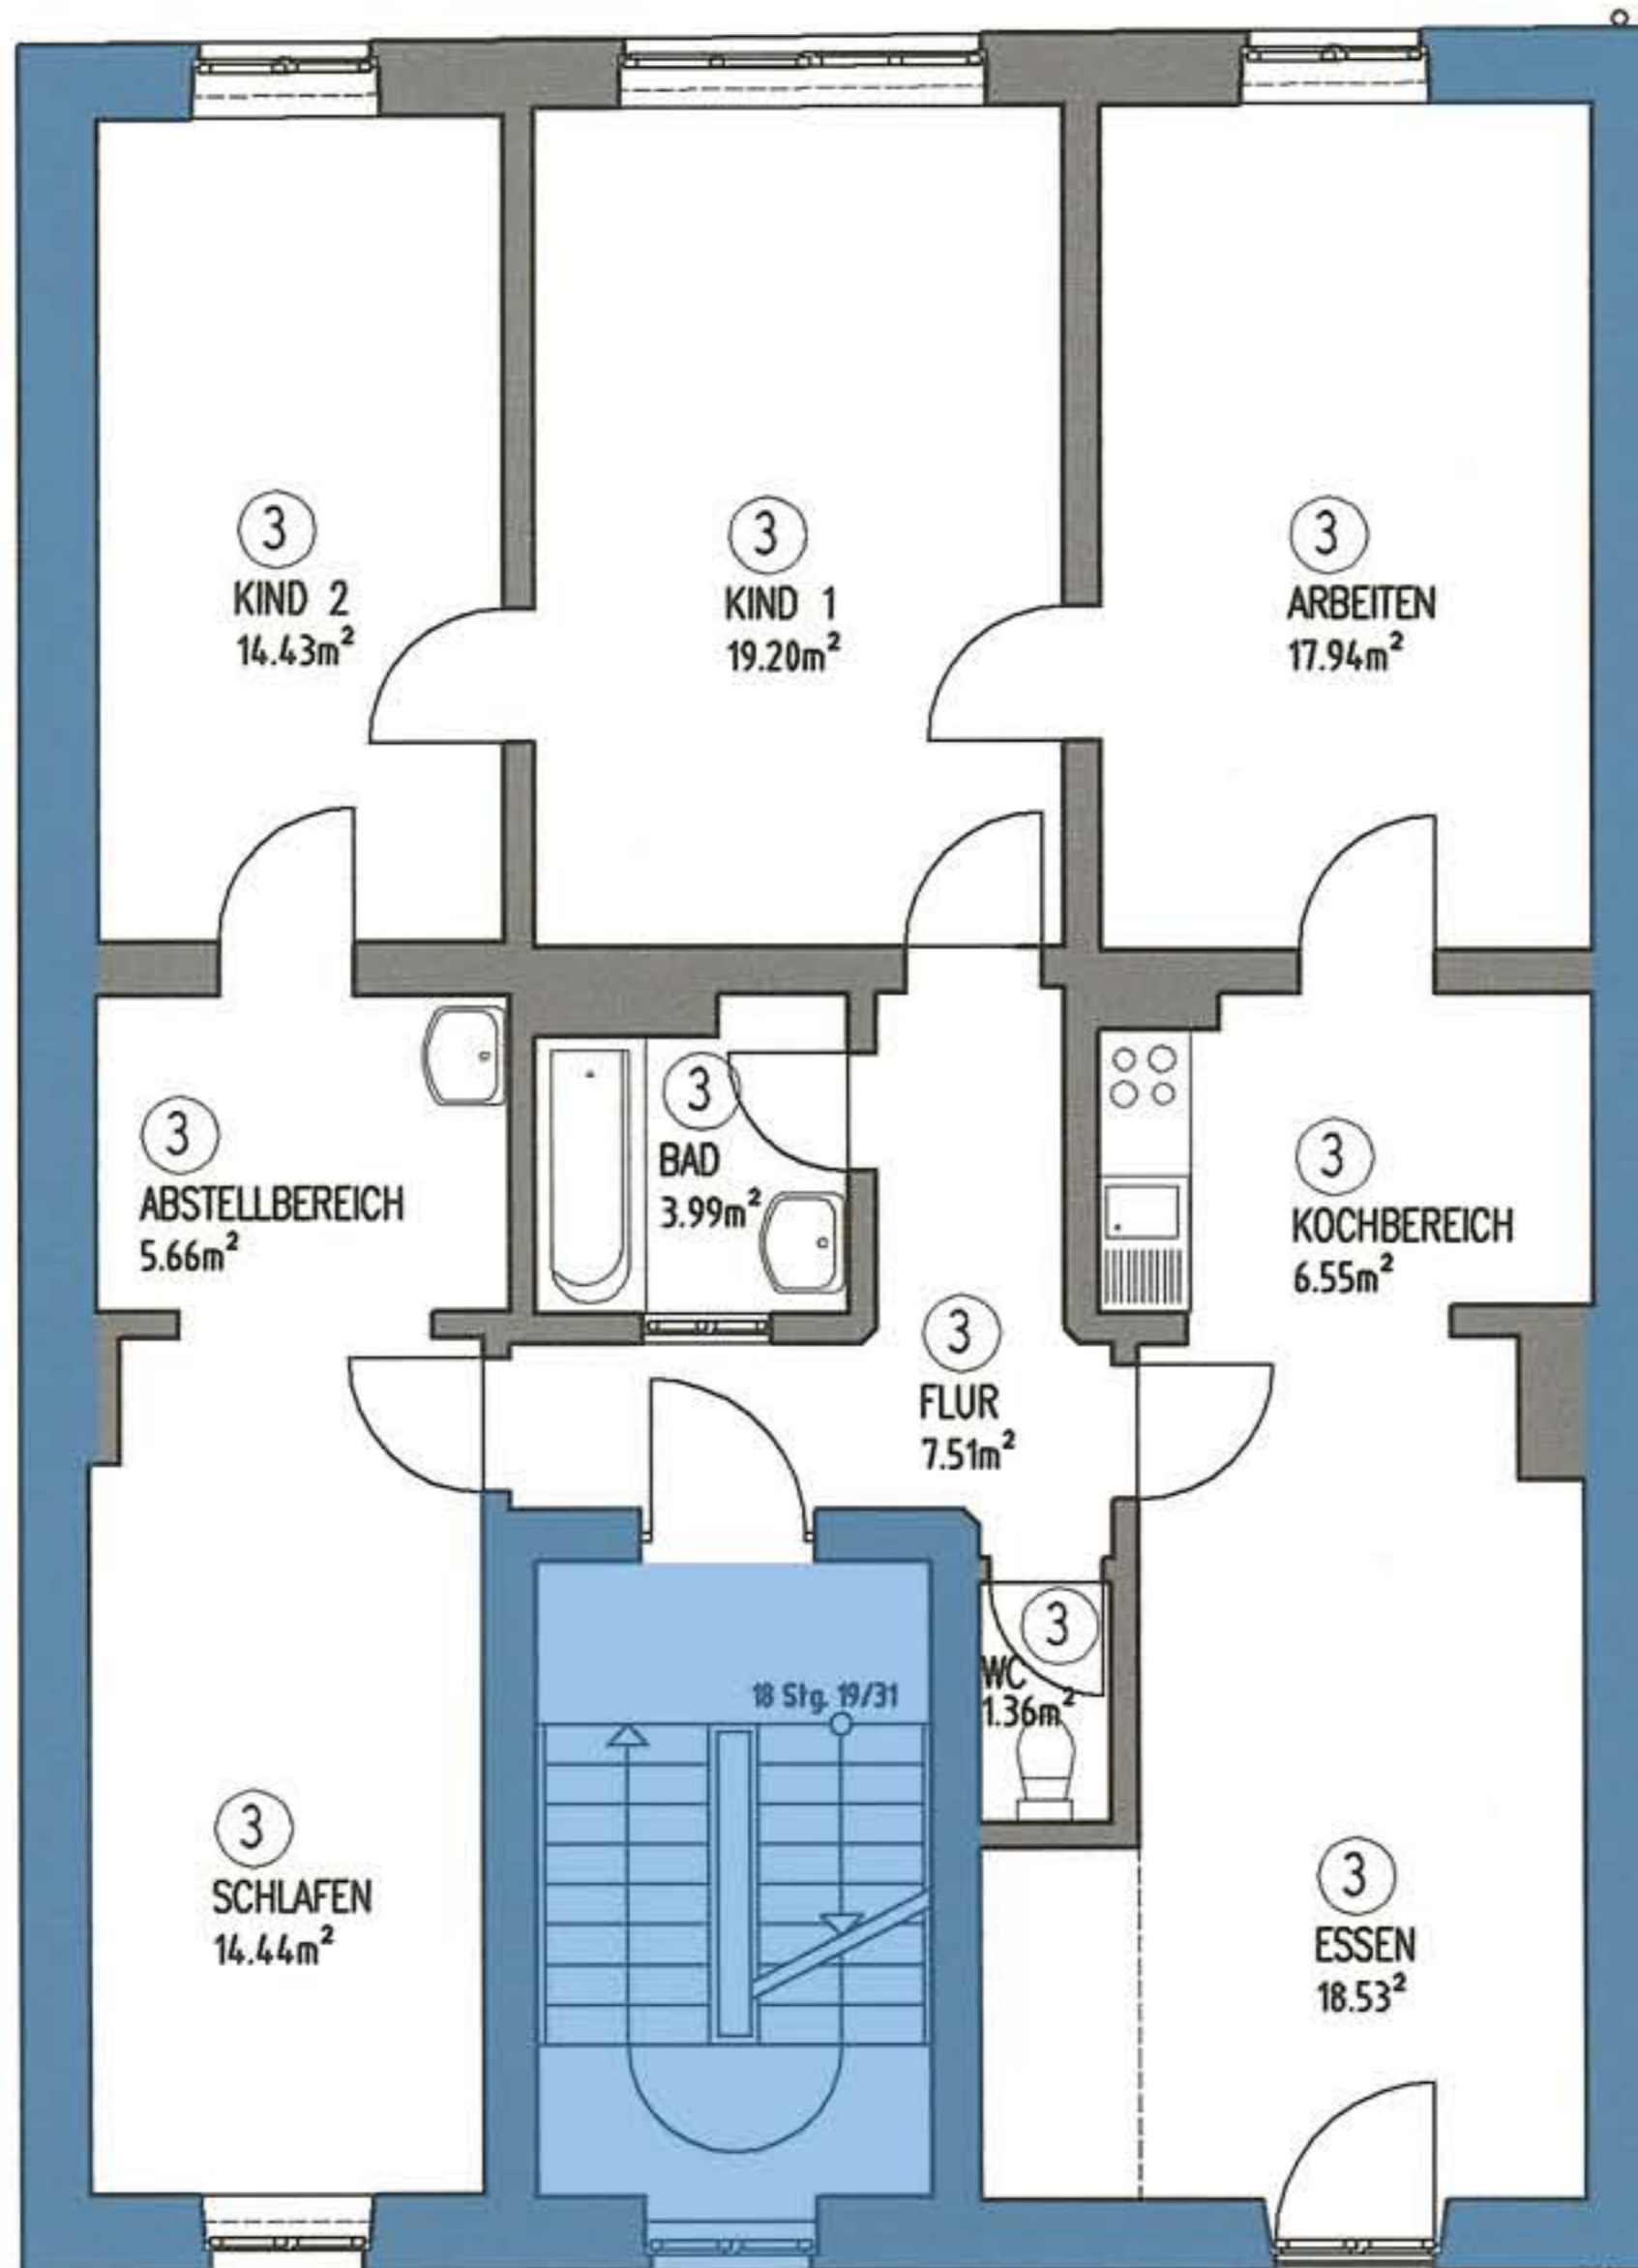 3
KIND 2
14.43m²
3
KIND 1
19.20m²
3
ARBEITEN
17.94m²
3
ABSTELLBEREICH
5.66m²
3
BAD
3.99m²
3
KOCHBEREICH
6.55m²
3
FLUR
7.51m²
3
WC
1.36m²
18 Stg. 19/31
3
SCHLAFEN
14.44m²
3
ESSEN
18.53²